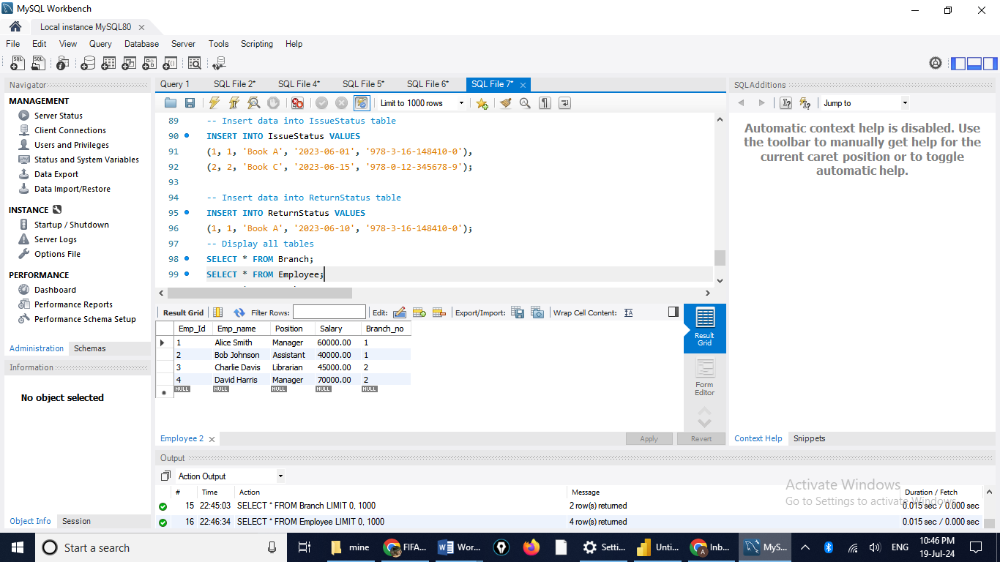 MySQL Workbench
Local instance MySQL80
File Edit View Query Database Server Tools Scripting Help
Navigator
MANAGEMENT
Server Status
Client Connections
Users and Privileges
Status and System Variables
Data Export
Data Import/Restore
INSTANCE
Startup / Shutdown
Server Logs
Options File
PERFORMANCE
Dashboard
Performance Reports
Performance Schema Setup
Administration Schemas
Information
No object selected
Object Info Session
Query 1 SQL File 2* SQL File 4* SQL File 5* SQL File 6* SQL File 7*
Limit to 1000 rows
89 -- Insert data into IssueStatus table
90 INSERT INTO IssueStatus VALUES
91 (1, 1, 'Book A', '2023-06-01', '978-3-16-148410-0'),
92 (2, 2, 'Book C', '2023-06-15', '978-0-12-345678-9');
93
94 -- Insert data into ReturnStatus table
95 INSERT INTO ReturnStatus VALUES
96 (1, 1, 'Book A', '2023-06-10', '978-3-16-148410-0');
97 -- Display all tables
98 SELECT * FROM Branch;
99 SELECT * FROM Employee;
Result Grid Filter Rows: Edit: Export/Import: Wrap Cell Content:
Emp_Id Emp_name Position Salary Branch_no
1 Alice Smith Manager 60000.00 1
2 Bob Johnson Assistant 40000.00 1
3 Charlie Davis Librarian 45000.00 2
4 David Harris Manager 70000.00 2
NULL NULL NULL NULL NULL
Result Grid
Form Editor
Employee 2 Apply Revert
SQLAdditions
Jump to
Automatic context help is disabled. Use
the toolbar to manually get help for the
current caret position or to toggle
automatic help.
Context Help Snippets
Output
Action Output
# Time Action Message Duration / Fetch
15 22:45:03 SELECT * FROM Branch LIMIT 0, 1000 2 row(s) returned 0.015 sec / 0.000 sec
16 22:46:34 SELECT * FROM Employee LIMIT 0, 1000 4 row(s) returned 0.015 sec / 0.000 sec
Activate Windows
Go to Settings to activate Windows.
Start a search mine FIFA... Wor... Setti... Unti... Inb... MyS... ENG 10:46 PM
19-Jul-24